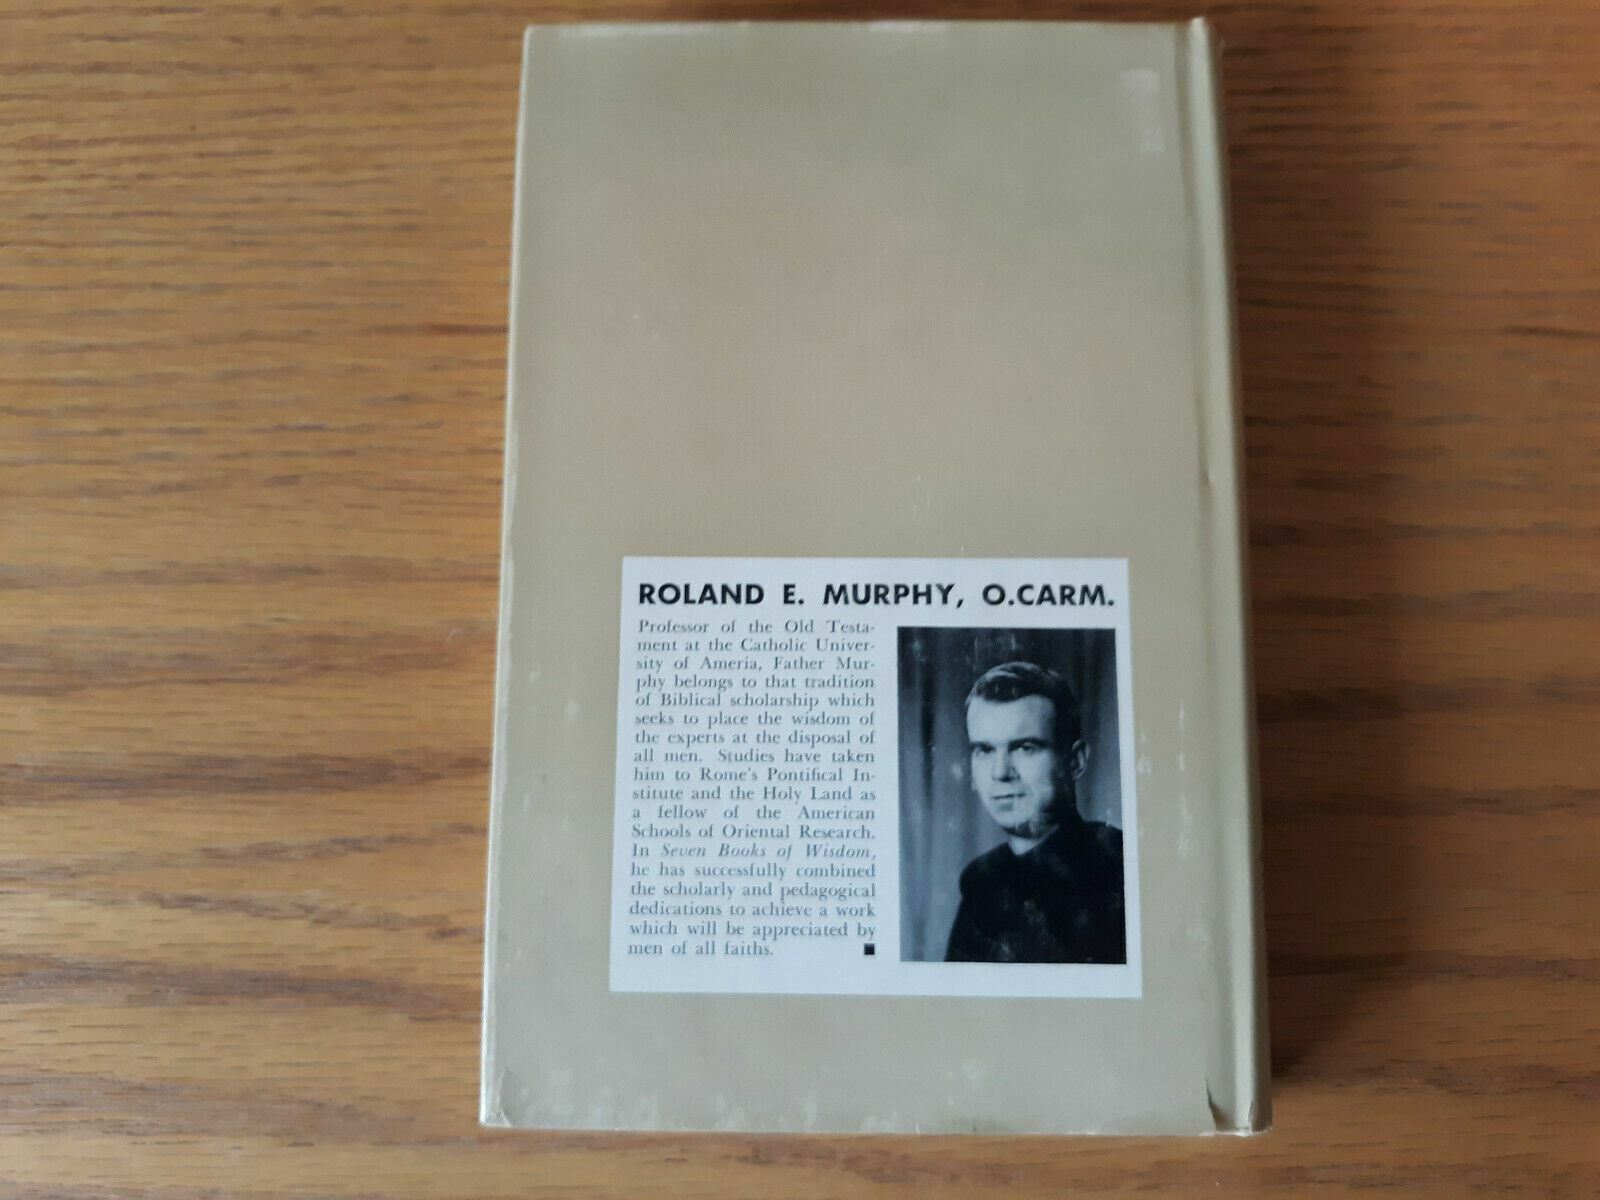 ROLAND E. MURPHY, O.CARM.
Professor of the Old Testa-
ment at the Catholic Univer-
sity of Ameria, Father Mur-
phy belongs to that tradition
of Biblical scholarship which
seeks to place the wisdom of
the experts at the disposal of
all men. Studies have taken
him to Rome's Pontifical In-
stitute and the Holy Land as
a fellow of the American
Schools of Oriental Research.
In Seven Books of Wisdom,
he has successfully combined
the scholarly and pedagogical
dedications to achieve a work
which will be appreciated by
men of all faiths.